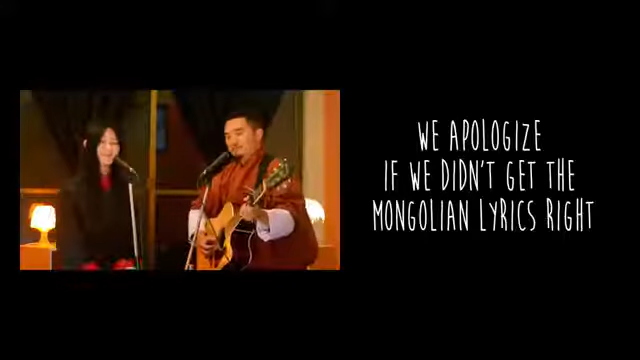 WE APOLOGIZE
IF WE DIDN'T GET THE
MONGOLIAN LYRICS RIGHT